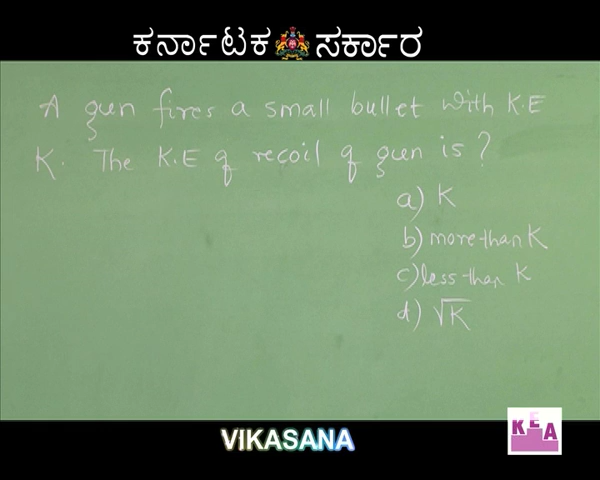 ಕರ್ನಾಟಕ ಸರ್ಕಾರ
A gun fires a small bullet with K.E
K. The K.E of recoil of gun is?
a) K
b) more than K
c) less than K
d) √K
VIKASANA
KEA